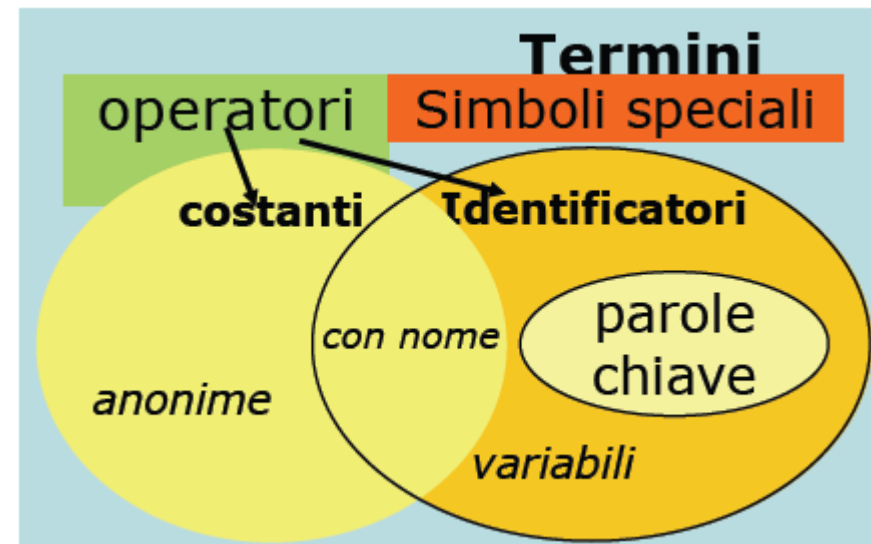 Termini
operatori
Simboli speciali
costanti
Identificatori
con nome
parole
chiave
anonime
variabili